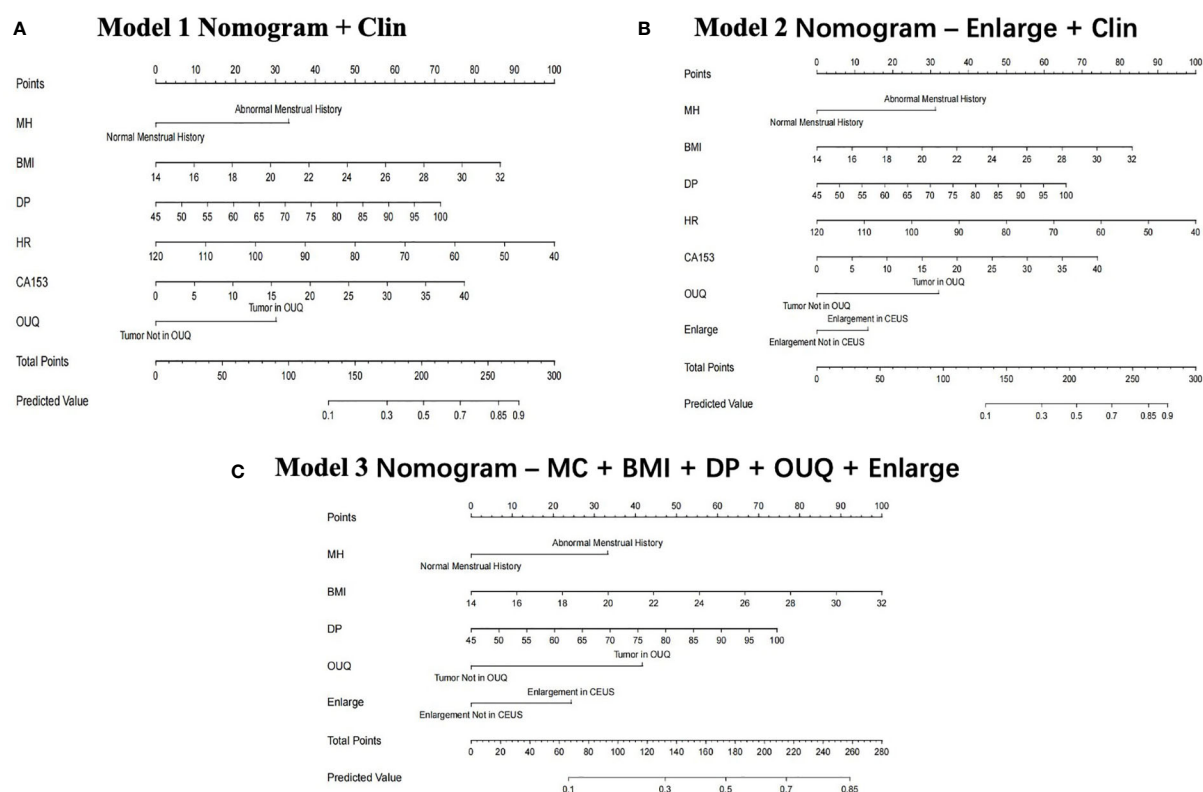 A Model 1 Nomogram + Clin
Points 0 10 20 30 40 50 60 70 80 90 100
Abnormal Menstrual History
MH
Normal Menstrual History
BMI
14 16 18 20 22 24 26 28 30 32
DP
45 50 55 60 65 70 75 80 85 90 95 100
HR
120 110 100 90 80 70 60 50 40
CA153
0 5 10 15 20 25 30 35 40
Tumor in OUQ
OUQ
Tumor Not in OUQ
Total Points
0 50 100 150 200 250 300
Predicted Value
0.1 0.3 0.5 0.7 0.85 0.9
B Model 2 Nomogram – Enlarge + Clin
Points 0 10 20 30 40 50 60 70 80 90 100
Abnormal Menstrual History
MH
Normal Menstrual History
BMI
14 16 18 20 22 24 26 28 30 32
DP
45 50 55 60 65 70 75 80 85 90 95 100
HR
120 110 100 90 80 70 60 50 40
CA153
0 5 10 15 20 25 30 35 40
Tumor in OUQ
OUQ
Tumor Not in OUQ
Enlargement in CEUS
Enlarge
Enlargement Not in CEUS
Total Points
0 50 100 150 200 250 300
Predicted Value
0.1 0.3 0.5 0.7 0.85 0.9
C Model 3 Nomogram – MC + BMI + DP + OUQ + Enlarge
Points 0 10 20 30 40 50 60 70 80 90 100
Abnormal Menstrual History
MH
Normal Menstrual History
BMI
14 16 18 20 22 24 26 28 30 32
DP
45 50 55 60 65 70 75 80 85 90 95 100
Tumor in OUQ
OUQ
Tumor Not in OUQ
Enlargement in CEUS
Enlarge
Enlargement Not in CEUS
Total Points
0 20 40 60 80 100 120 140 160 180 200 220 240 260 280
Predicted Value
0.1 0.3 0.5 0.7 0.85